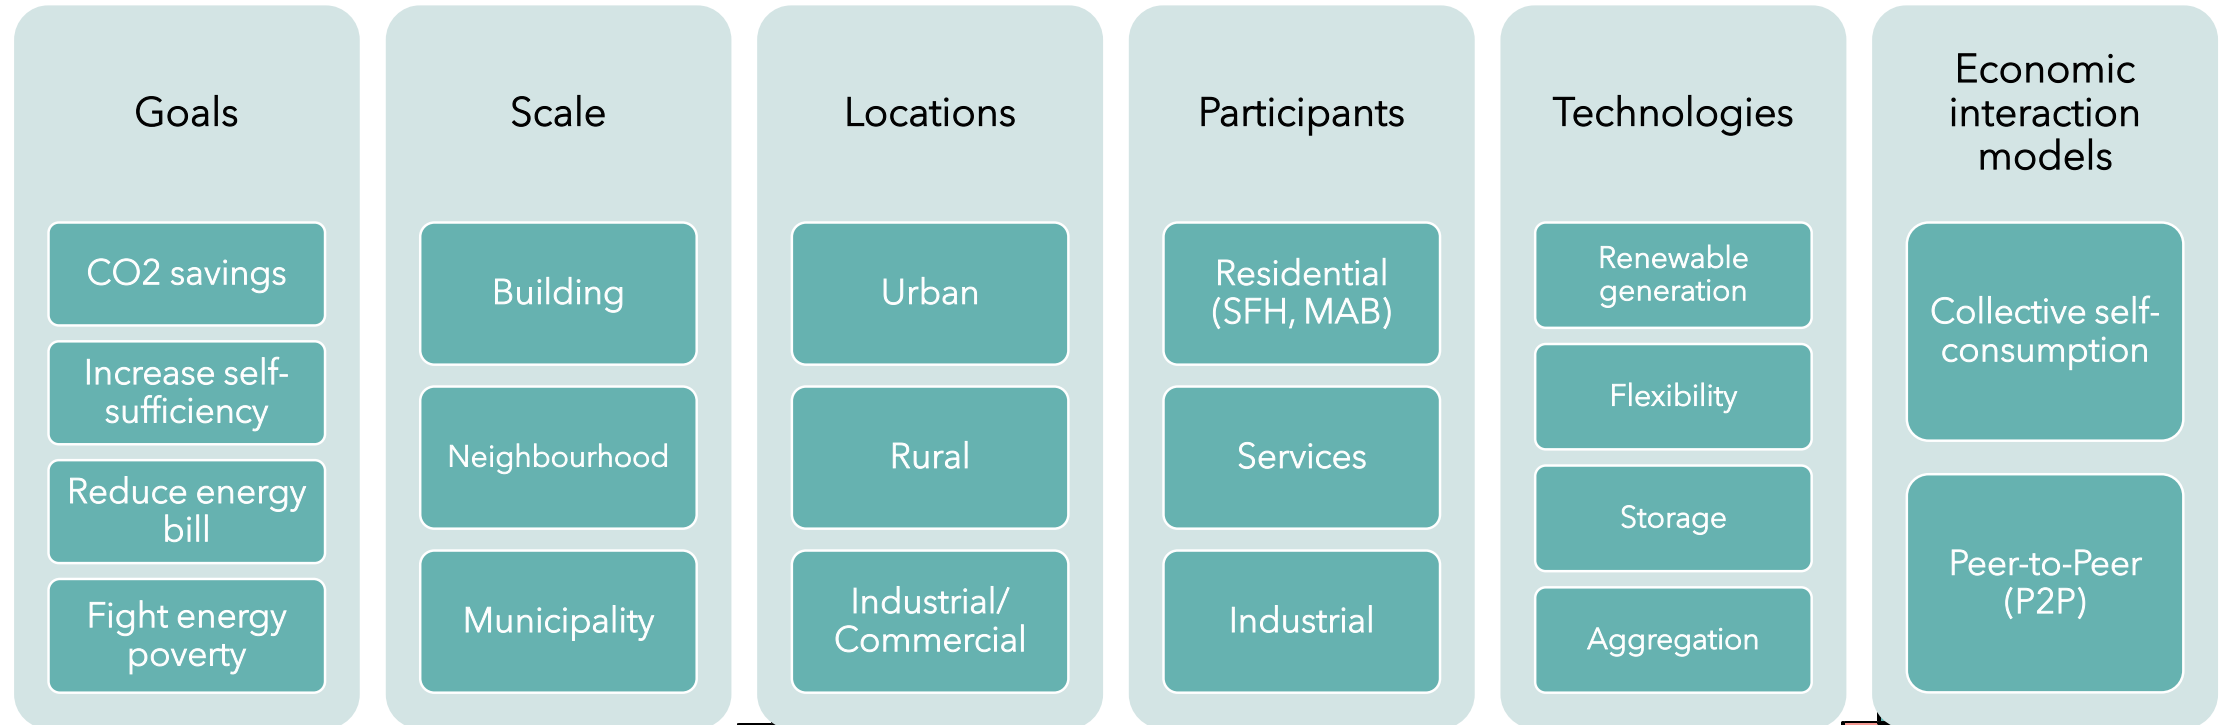 Goals
CO2 savings
Increase self-
sufficiency
Reduce energy
bill
Fight energy
poverty
Scale
Building
Neighbourhood
Municipality
Locations
Urban
Rural
Industrial/
Commercial
Participants
Residential
(SFH, MAB)
Services
Industrial
Technologies
Renewable
generation
Flexibility
Storage
Aggregation
Economic
interaction
models
Collective self-
consumption
Peer-to-Peer
(P2P)